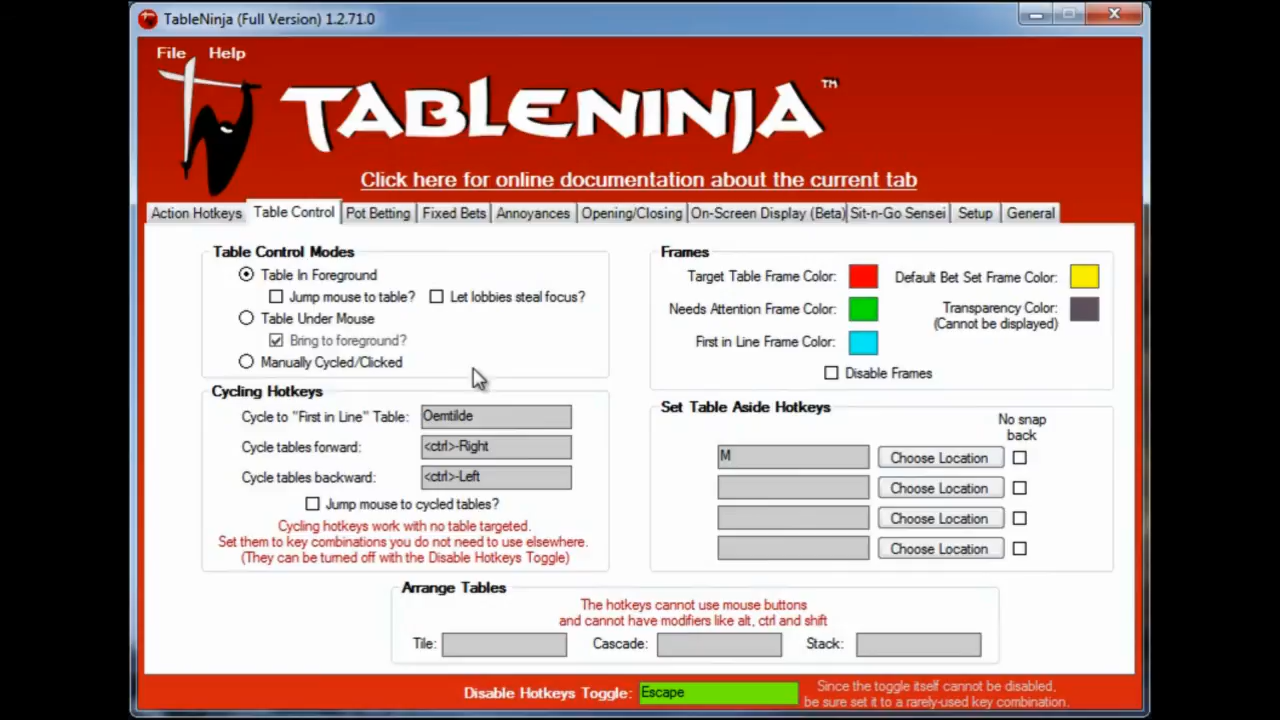 TableNinja (Full Version) 1.2.71.0
File Help
TABLENINJA™
Click here for online documentation about the current tab
Action Hotkeys Table Control Pot Betting Fixed Bets Annoyances Opening/Closing On-Screen Display (Beta) Sit-n-Go Sensei Setup General
Table Control Modes
Table In Foreground
Jump mouse to table? Let lobbies steal focus?
Table Under Mouse
Bring to foreground?
Manually Cycled/Clicked
Cycling Hotkeys
Cycle to "First in Line" Table: Oemtilde
Cycle tables forward: <ctrl>-Right
Cycle tables backward: <ctrl>-Left
Jump mouse to cycled tables?
Cycling hotkeys work with no table targeted.
Set them to key combinations you do not need to use elsewhere.
(They can be turned off with the Disable Hotkeys Toggle)
Frames
Target Table Frame Color: Default Bet Set Frame Color:
Needs Attention Frame Color: Transparency Color:
(Cannot be displayed)
First in Line Frame Color:
Disable Frames
Set Table Aside Hotkeys
No snap
back
M Choose Location
Choose Location
Choose Location
Choose Location
Arrange Tables
The hotkeys cannot use mouse buttons
and cannot have modifiers like alt, ctrl and shift
Tile: Cascade: Stack:
Disable Hotkeys Toggle: Escape
Since the toggle itself cannot be disabled,
be sure set it to a rarely-used key combination.